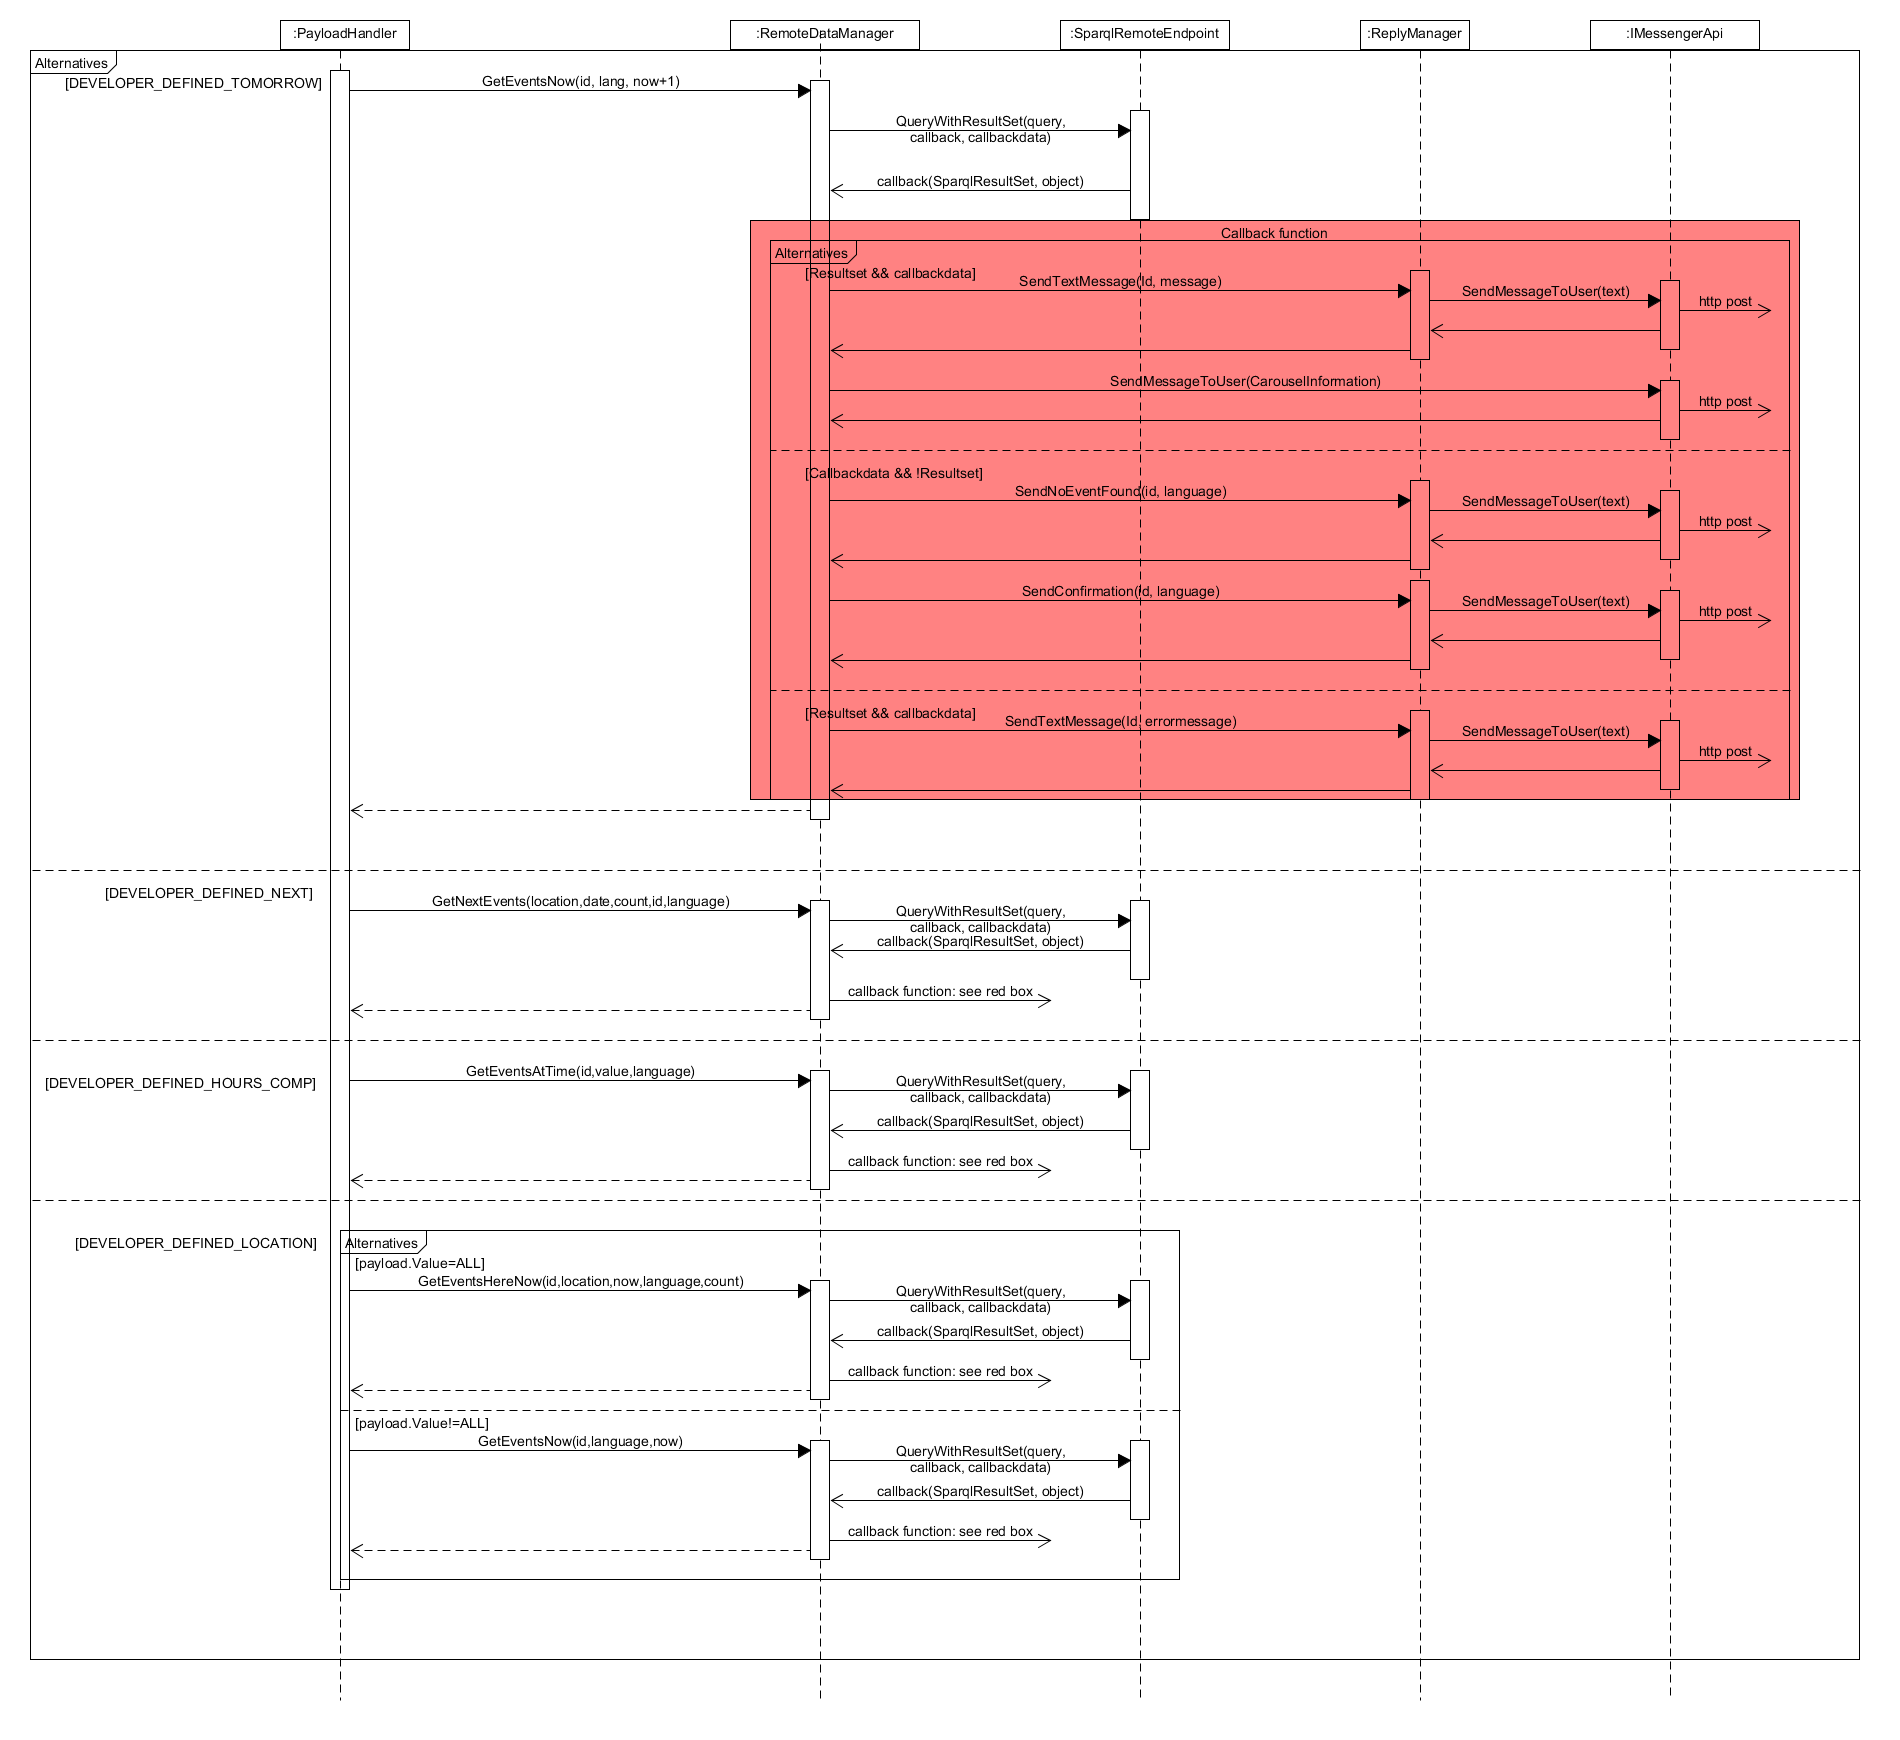 :PayloadHandler
:RemoteDataManager
:SparqlRemoteEndpoint
:ReplyManager
:IMessengerApi
Alternatives
[DEVELOPER_DEFINED_TOMORROW]
GetEventsNow(id, lang, now+1)
QueryWithResultSet(query,
callback, callbackdata)
callback(SparqlResultSet, object)
Callback function
Alternatives
[Resultset && callbackdata]
SendTextMessage(Id, message)
SendMessageToUser(text)
http post
SendMessageToUser(CarouselInformation)
http post
[Callbackdata && !Resultset]
SendNoEventFound(id, language)
SendMessageToUser(text)
http post
SendConfirmation(id, language)
SendMessageToUser(text)
http post
[Resultset && callbackdata]
SendTextMessage(Id, errormessage)
SendMessageToUser(text)
http post
[DEVELOPER_DEFINED_NEXT]
GetNextEvents(location,date,count,id,language)
QueryWithResultSet(query,
callback, callbackdata)
callback(SparqlResultSet, object)
callback function: see red box
[DEVELOPER_DEFINED_HOURS_COMP]
GetEventsAtTime(id,value,language)
QueryWithResultSet(query,
callback, callbackdata)
callback(SparqlResultSet, object)
callback function: see red box
[DEVELOPER_DEFINED_LOCATION]
Alternatives
[payload.Value=ALL]
GetEventsHereNow(id,location,now,language,count)
QueryWithResultSet(query,
callback, callbackdata)
callback(SparqlResultSet, object)
callback function: see red box
[payload.Value!=ALL]
GetEventsNow(id,language,now)
QueryWithResultSet(query,
callback, callbackdata)
callback(SparqlResultSet, object)
callback function: see red box